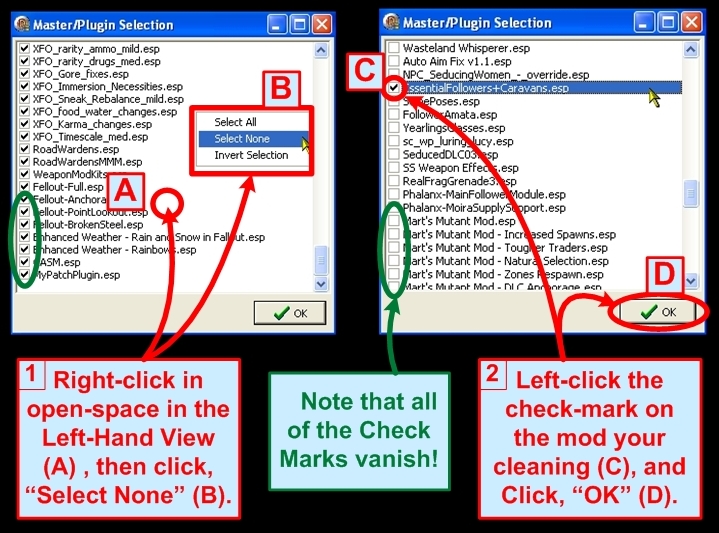 Master/Plugin Selection
XFO_rarity_ammo_mild.esp
XFO_rarity_drugs_med.esp
XFO_Gore_fixes.esp
XFO_Immersion_Necessities.esp
XFO_Sneak_Rebalance_mild.esp
XFO_food_water_changes.esp
XFO_Karma_changes.esp
XFO_Timescale_med.esp
RoadWardens.esp
RoadWardensMMM.esp
WeaponModKits.esp
Fellout-Full.esp
Fellout-Anchorage
Fellout-PointLookout.esp
Fellout-BrokenSteel.esp
Enhanced Weather - Rain and Snow in Fallout.esp
Enhanced Weather - Rainbows.esp
CASM.esp
MyPatchPlugin.esp
A
B
Select All
Select None
Invert Selection
OK
Master/Plugin Selection
Wasteland Whisperer.esp
Auto Aim Fix v1.1.esp
NPC_SeducingWomen_-_override.esp
EssentialFollowers+Caravans.esp
FollowerAmata.esp
YearlingsGlasses.esp
sc_wp_luringlucy.esp
SeducedDLC03.esp
SS Weapon Effects.esp
RealFragGrenade3.esp
Phalanx-MainFollowerModule.esp
Phalanx-MoiraSupplySupport.esp
Mart's Mutant Mod.esp
Mart's Mutant Mod - Increased Spawns.esp
Mart's Mutant Mod - Tougher Traders.esp
Mart's Mutant Mod - Natural Selection.esp
Mart's Mutant Mod - Zones Respawn.esp
Mart's Mutant Mod - DLC Anchorage.esp
C
D
OK
1 Right-click in
open-space in the
Left-Hand View
(A) , then click,
“Select None” (B).
Note that all
of the Check
Marks vanish!
2 Left-click the
check-mark on
the mod your
cleaning (C), and
Click, “OK” (D).